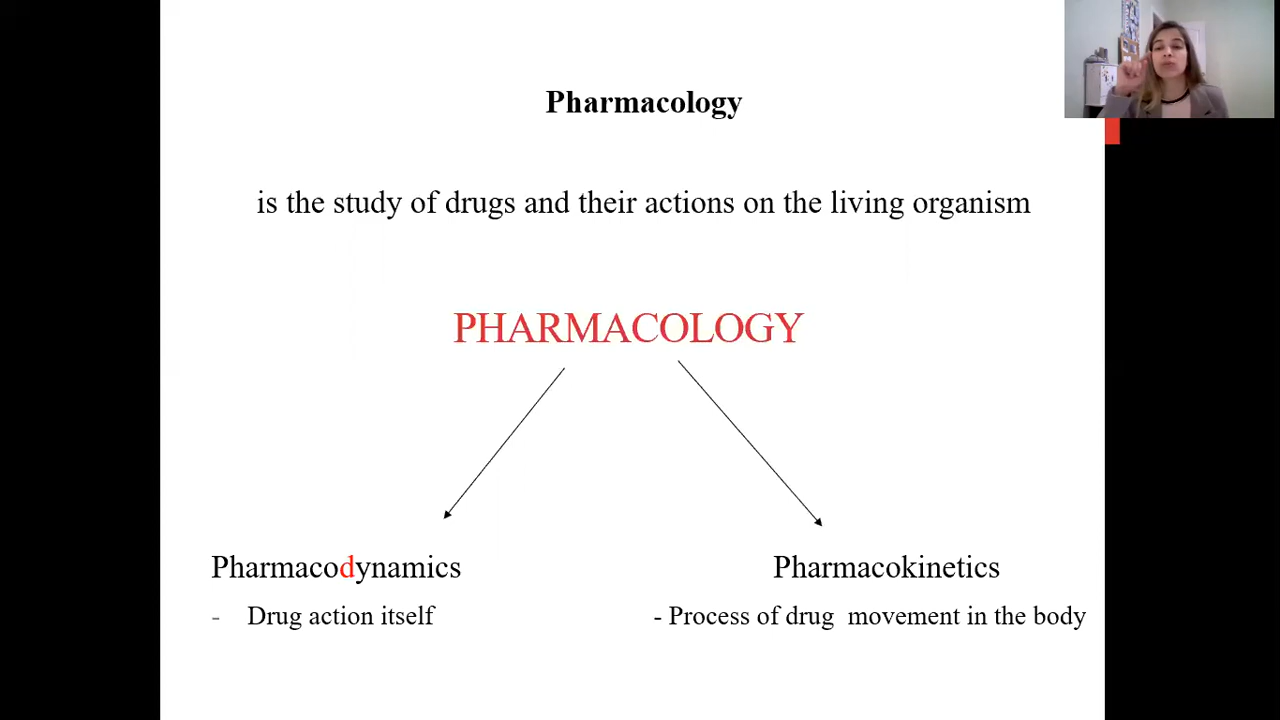 Pharmacology
is the study of drugs and their actions on the living organism
PHARMACOLOGY
Pharmacodynamics
- Drug action itself
Pharmacokinetics
- Process of drug movement in the body